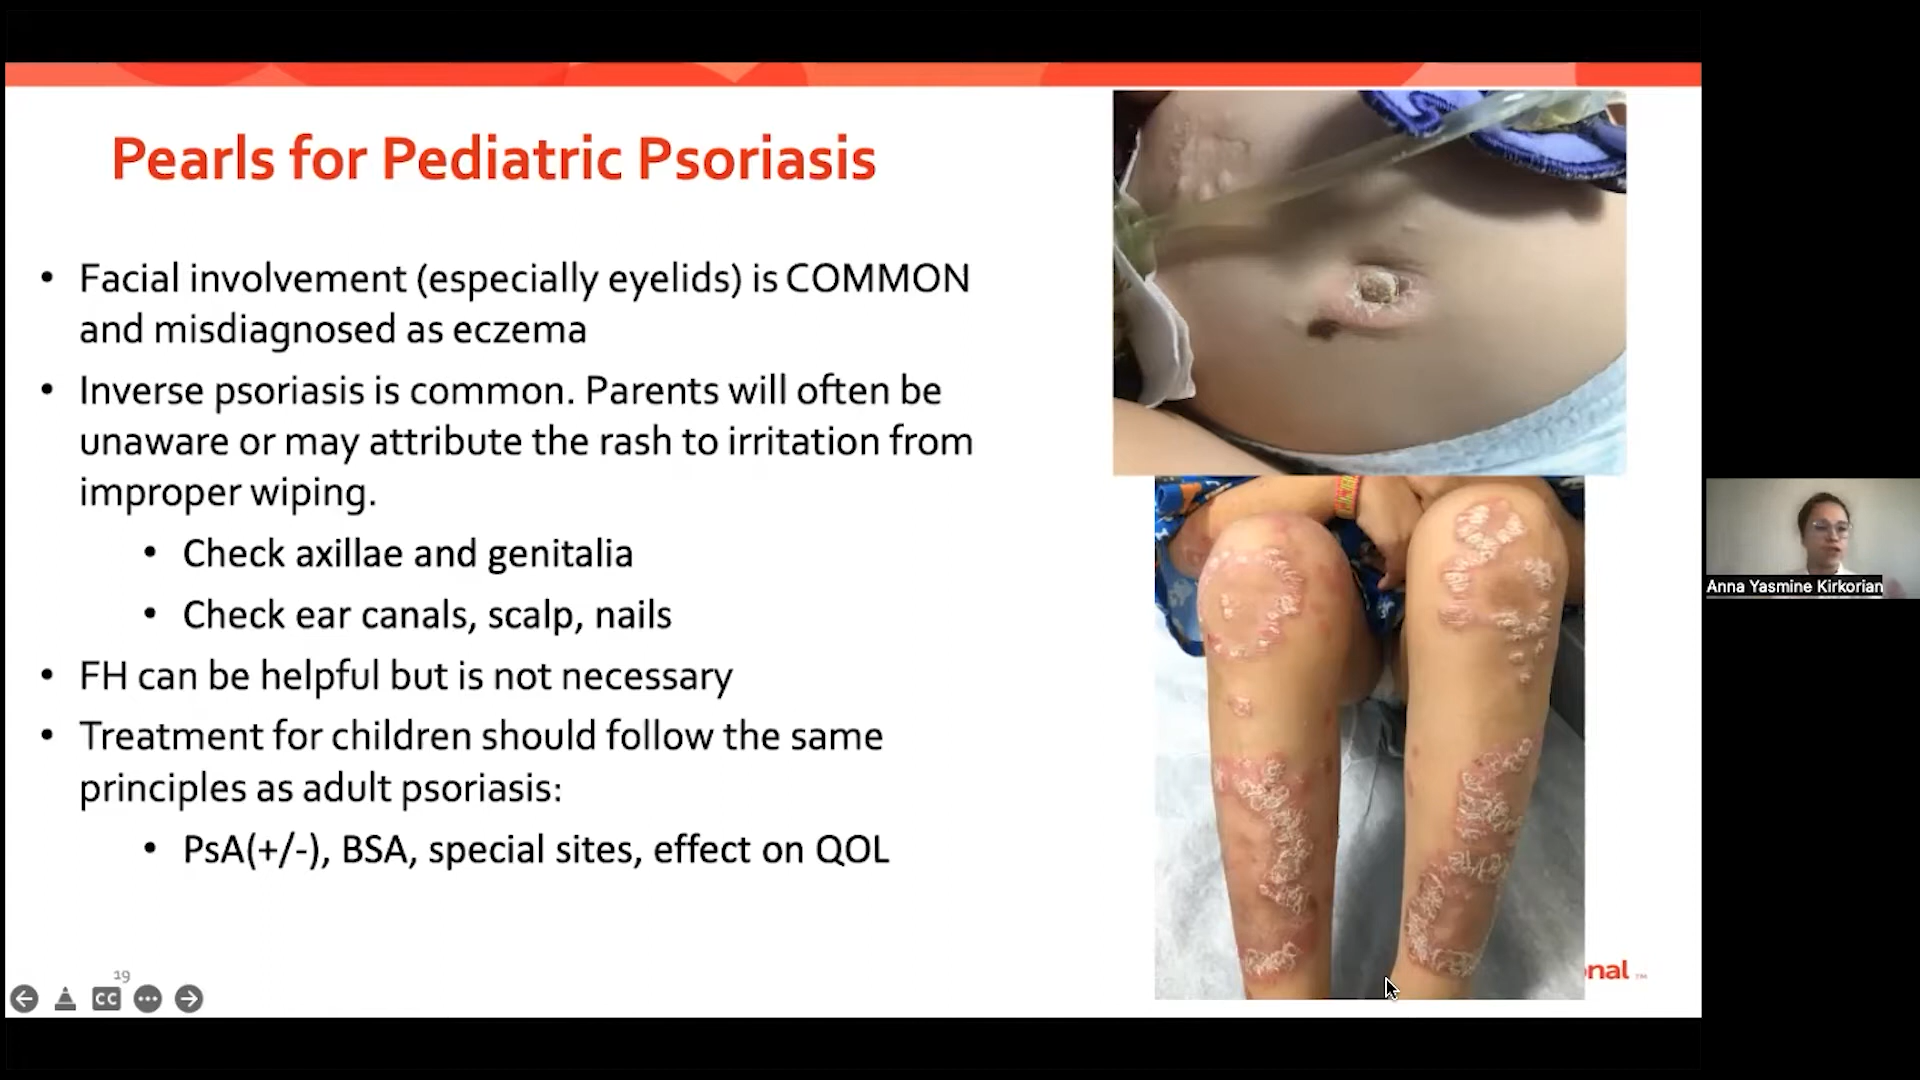 Pearls for Pediatric Psoriasis
• Facial involvement (especially eyelids) is COMMON
and misdiagnosed as eczema
• Inverse psoriasis is common. Parents will often be
unaware or may attribute the rash to irritation from
improper wiping.
• Check axillae and genitalia
• Check ear canals, scalp, nails
• FH can be helpful but is not necessary
• Treatment for children should follow the same
principles as adult psoriasis:
• PsA(+/-), BSA, special sites, effect on QOL
19
CC
onal ™
Anna Yasmine Kirkorian